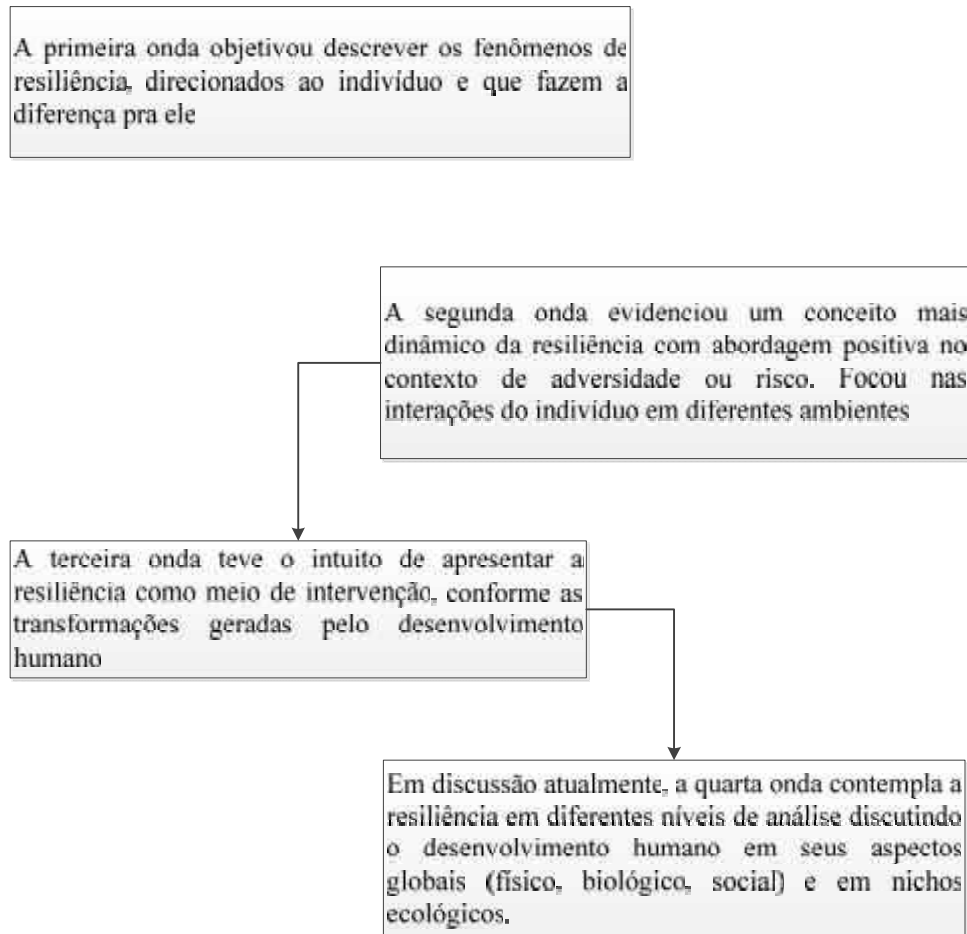 A primeira onda objetivou descrever os fenômenos de
resiliência, direcionados ao indivíduo e que fazem a
diferença pra ele
A segunda onda evidenciou um conceito mais
dinâmico da resiliência com abordagem positiva no
contexto de adversidade ou risco. Focou nas
interações do indivíduo em diferentes ambientes
A terceira onda teve o intuito de apresentar a
resiliência como meio de intervenção, conforme as
transformações geradas pelo desenvolvimento
humano
Em discussão atualmente, a quarta onda contempla a
resiliência em diferentes níveis de análise discutindo
o desenvolvimento humano em seus aspectos
globais (físico, biológico, social) e em nichos
ecológicos.